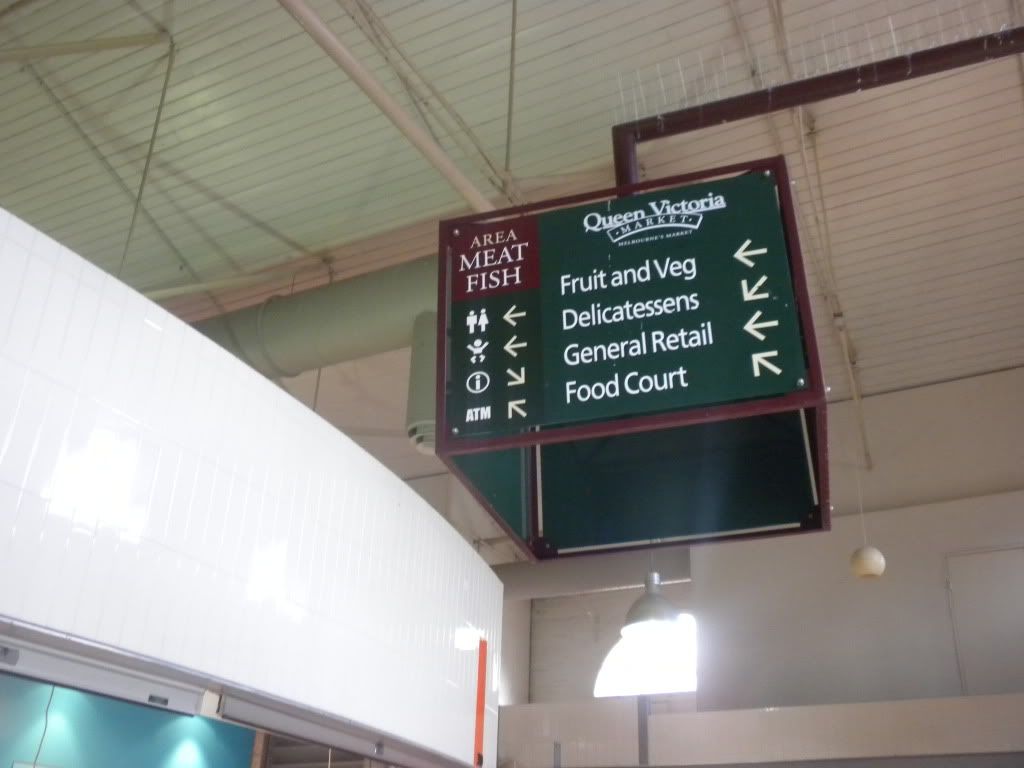 AREA
MEAT
FISH
ATM
Queen Victoria
MARKET
MELBOURNE'S MARKET
Fruit and Veg
Delicatessens
General Retail
Food Court